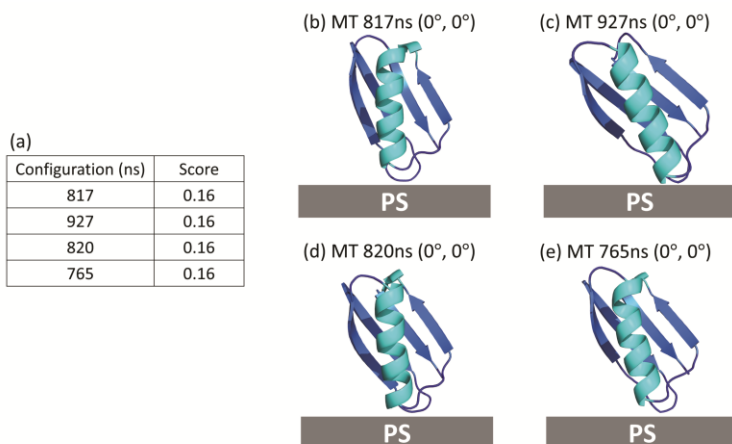 (a)
Configuration (ns) Score
817 0.16
927 0.16
820 0.16
765 0.16
(b) MT 817ns (0°, 0°)
PS
(c) MT 927ns (0°, 0°)
PS
(d) MT 820ns (0°, 0°)
PS
(e) MT 765ns (0°, 0°)
PS